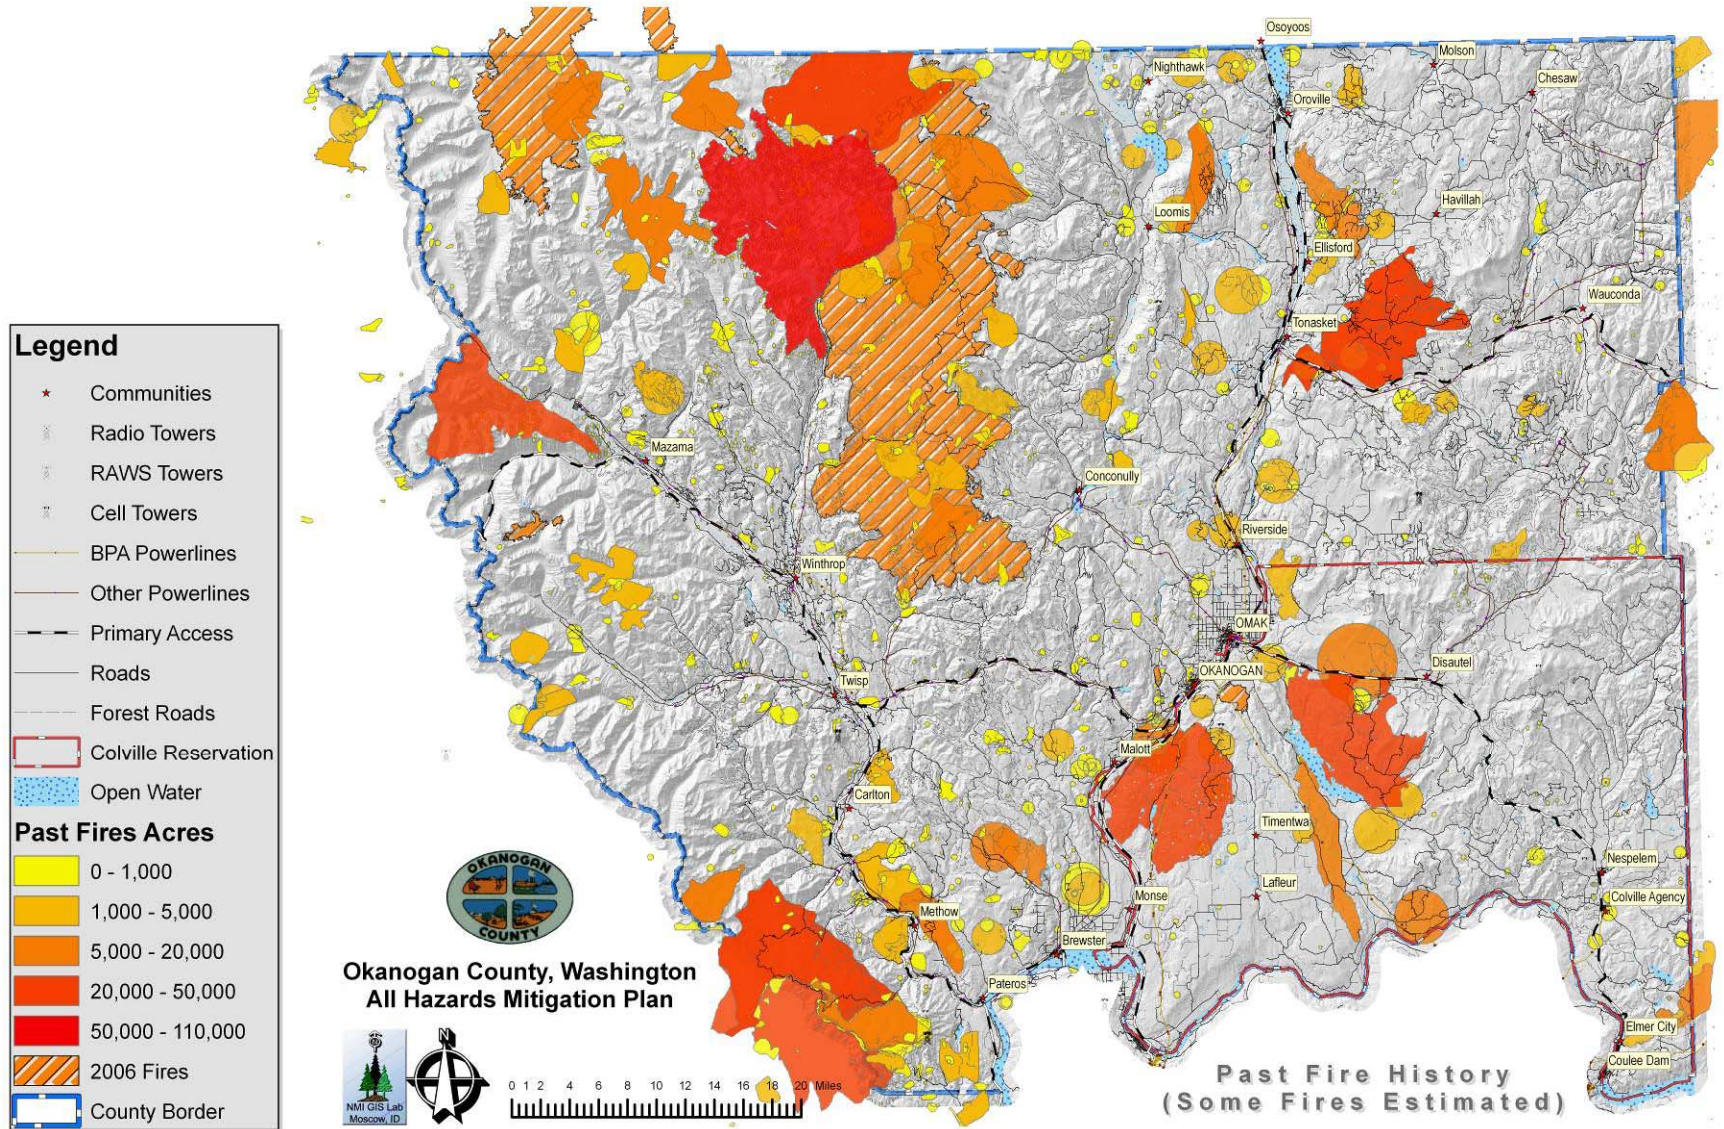 Osoyoos
Molson
Nighthawk
Chesaw
Oroville
Loomis
Havillah
Ellisford
Wauconda
Tonasket
Legend
Communities
Radio Towers
RAWS Towers
Cell Towers
BPA Powerlines
Other Powerlines
Primary Access
Roads
Forest Roads
Colville Reservation
Open Water
Past Fires Acres
0 - 1,000
1,000 - 5,000
5,000 - 20,000
20,000 - 50,000
50,000 - 110,000
2006 Fires
County Border
Mazama
Conconully
Riverside
Winthrop
OMAK
Disautel
OKANOGAN
Twisp
Malott
Carlton
Timentwa
Nespelem
Lafleur
Colville Agency
Monse
Methow
Brewster
Pateros
Elmer City
Coulee Dam
OKANOGAN
COUNTY
Okanogan County, Washington
All Hazards Mitigation Plan
NMI GIS Lab
Moscow, ID
N
0 1 2 4 6 8 10 12 14 16 18 20 Miles
Past Fire History
(Some Fires Estimated)